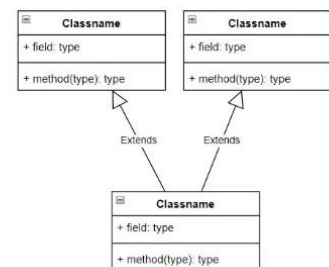 Classname
+ field: type
+ method(type): type
Classname
+ field: type
+ method(type): type
Extends
Extends
Classname
+ field: type
+ method(type): type